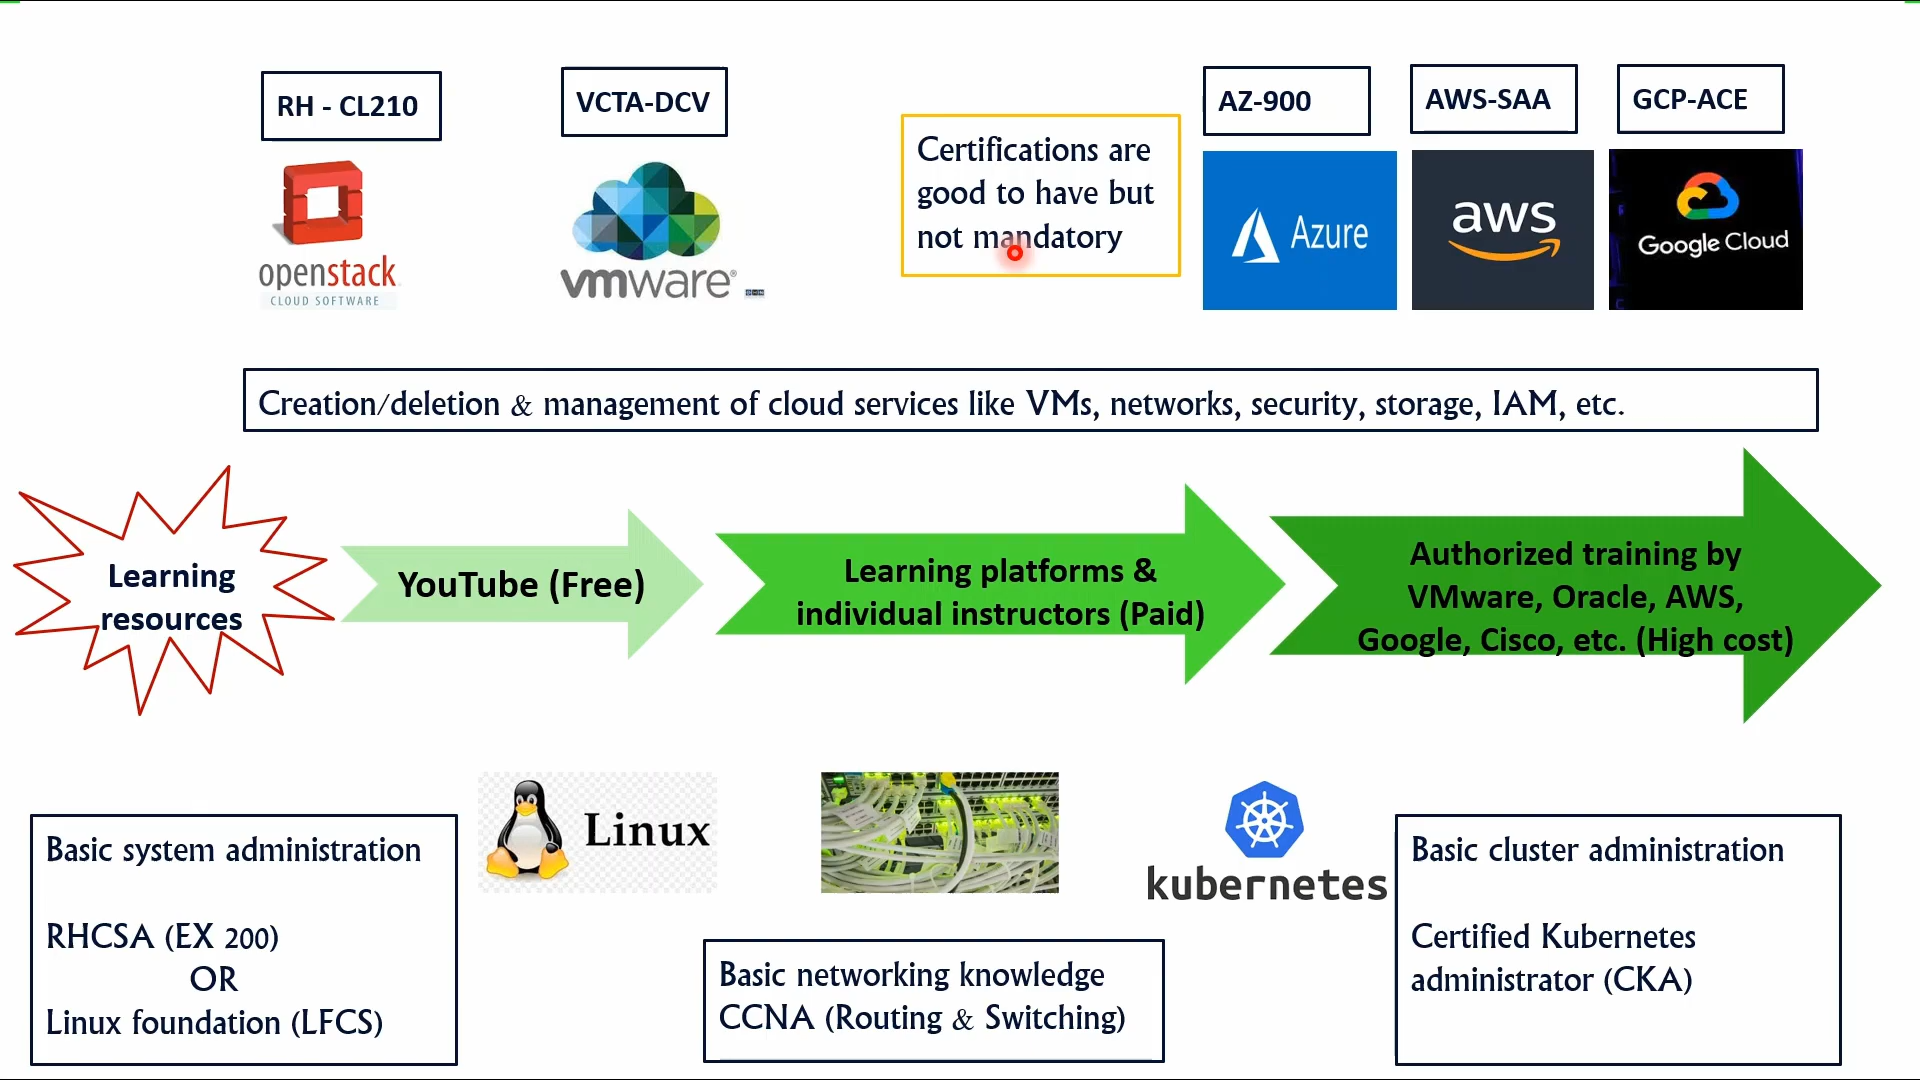 RH - CL210
VCTA-DCV
AZ-900
AWS-SAA
GCP-ACE
Certifications are
good to have but
not mandatory
openstack
CLOUD SOFTWARE
vmware®
Azure
aws
Google Cloud
Creation/deletion & management of cloud services like VMs, networks, security, storage, IAM, etc.
Learning
resources
YouTube (Free)
Learning platforms &
individual instructors (Paid)
Authorized training by
VMware, Oracle, AWS,
Google, Cisco, etc. (High cost)
Linux
kubernetes
Basic system administration
RHCSA (EX 200)
OR
Linux foundation (LFCS)
Basic networking knowledge
CCNA (Routing & Switching)
Basic cluster administration
Certified Kubernetes
administrator (CKA)